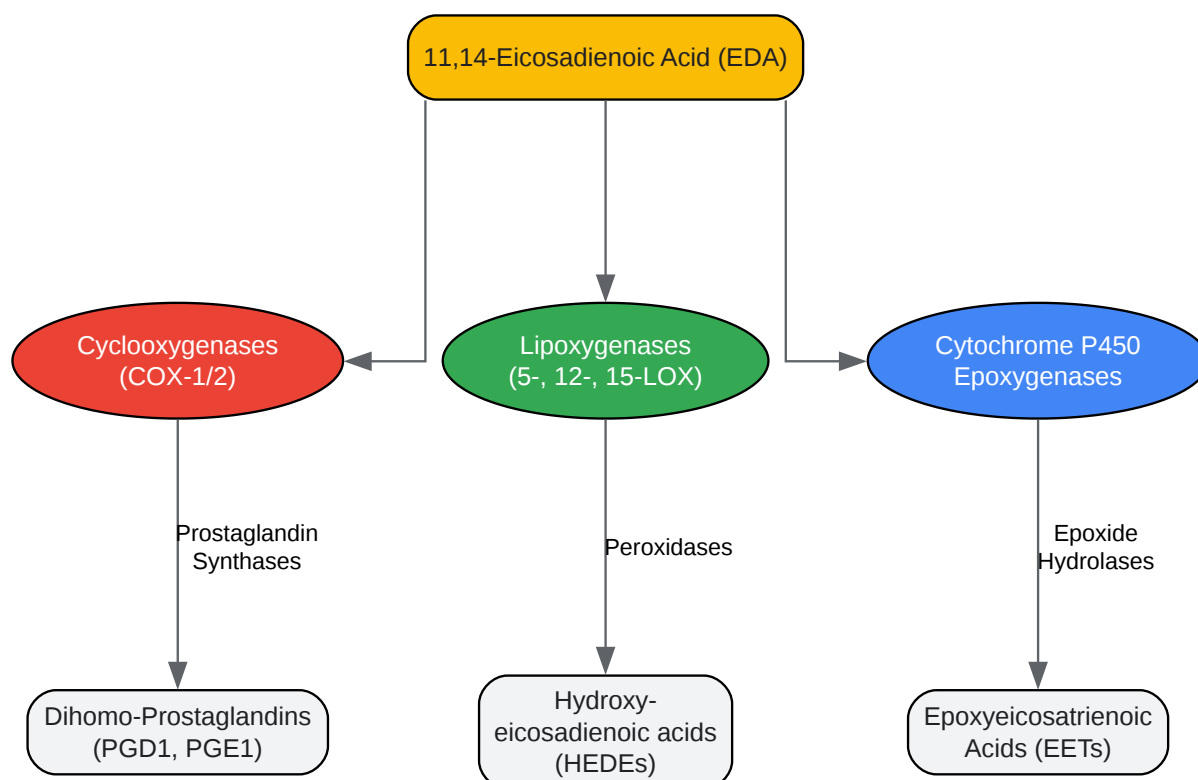 11,14-Eicosadienoic Acid (EDA)
Cyclooxygenases
(COX-1/2)
Lipoxygenases
(5-, 12-, 15-LOX)
Cytochrome P450
Epoxygenases
Prostaglandin
Synthases
Peroxidases
Epoxide
Hydrolases
Dihomo-Prostaglandins
(PGD1, PGE1)
Hydroxy-
eicosadienoic acids
(HEDEs)
Epoxyeicosatrienoic
Acids (EETs)